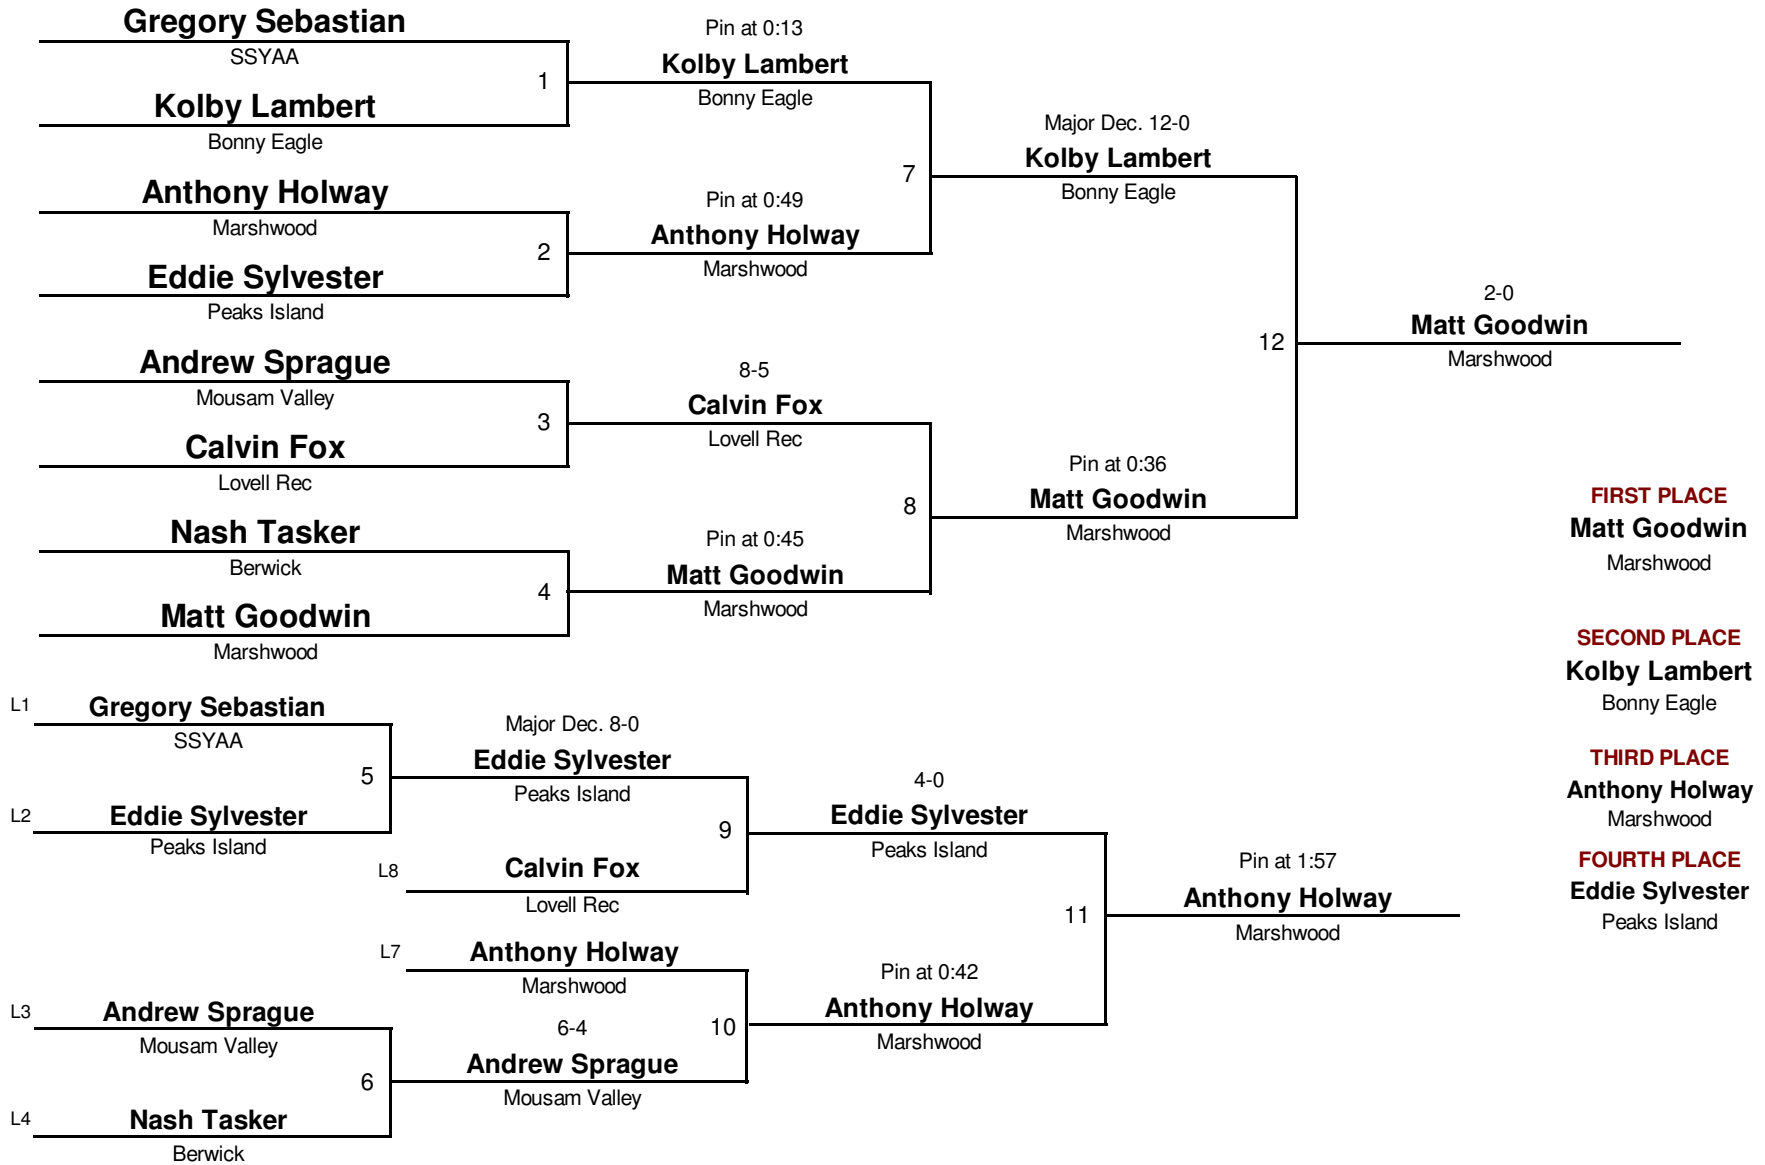 Gregory Sebastian
SSYAA
1
Kolby Lambert
Bonny Eagle
Pin at 0:13
Kolby Lambert
Bonny Eagle
Anthony Holway
Marshwood
2
Eddie Sylvester
Peaks Island
Pin at 0:49
Anthony Holway
Marshwood
7
Major Dec. 12-0
Kolby Lambert
Bonny Eagle
Andrew Sprague
Mousam Valley
3
Calvin Fox
Lovell Rec
8-5
Calvin Fox
Lovell Rec
Nash Tasker
Berwick
4
Matt Goodwin
Marshwood
Pin at 0:45
Matt Goodwin
Marshwood
8
Pin at 0:36
Matt Goodwin
Marshwood
12
2-0
Matt Goodwin
Marshwood
FIRST PLACE
Matt Goodwin
Marshwood
SECOND PLACE
Kolby Lambert
Bonny Eagle
THIRD PLACE
Anthony Holway
Marshwood
FOURTH PLACE
Eddie Sylvester
Peaks Island
L1
Gregory Sebastian
SSYAA
5
L2
Eddie Sylvester
Peaks Island
Major Dec. 8-0
Eddie Sylvester
Peaks Island
9
L8
Calvin Fox
Lovell Rec
4-0
Eddie Sylvester
Peaks Island
L7
Anthony Holway
Marshwood
L3
Andrew Sprague
Mousam Valley
6
L4
Nash Tasker
Berwick
6-4
Andrew Sprague
Mousam Valley
10
Pin at 0:42
Anthony Holway
Marshwood
11
Pin at 1:57
Anthony Holway
Marshwood